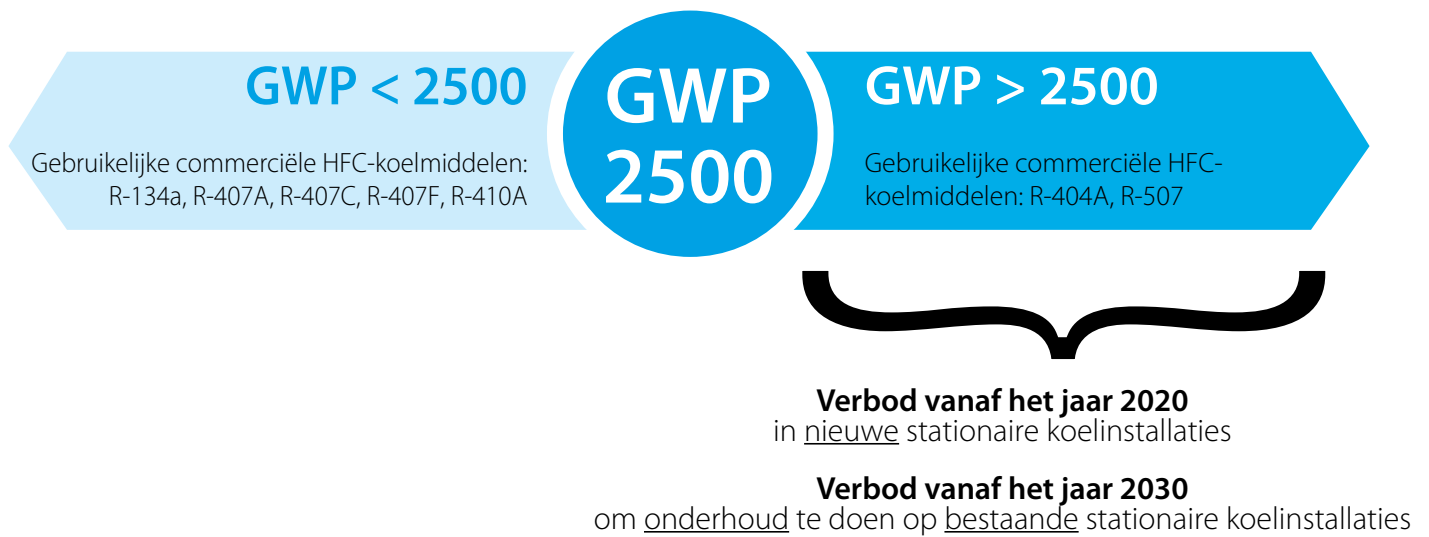 GWP < 2500
Gebruikelijke commerciële HFC-koelmiddelen:
R-134a, R-407A, R-407C, R-407F, R-410A
GWP
2500
GWP > 2500
Gebruikelijke commerciële HFC-
koelmiddelen: R-404A, R-507
Verbod vanaf het jaar 2020
in nieuwe stationaire koelinstallaties
Verbod vanaf het jaar 2030
om onderhoud te doen op bestaande stationaire koelinstallaties